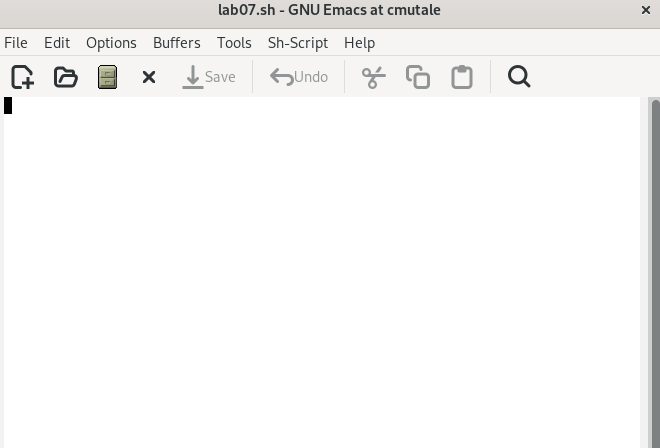 lab07.sh - GNU Emacs at cmutale
File Edit Options Buffers Tools Sh-Script Help
Save Undo